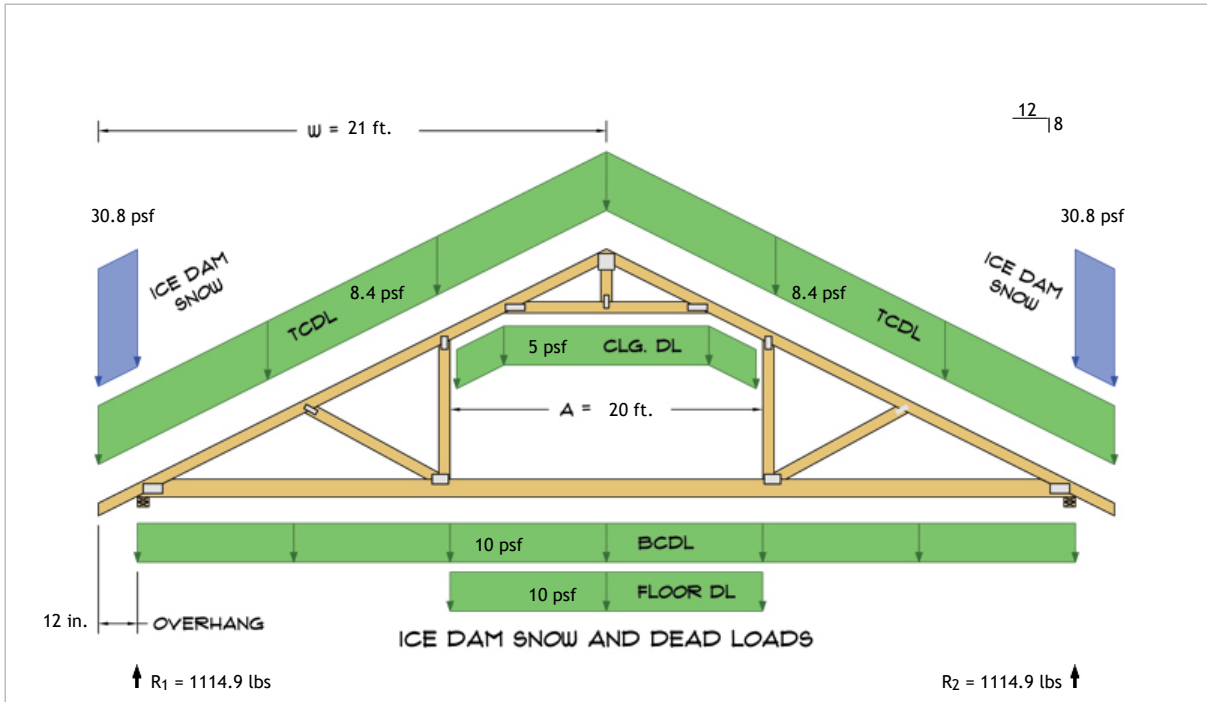 W = 21 ft.
12
8
30.8 psf
30.8 psf
ICE DAM
SNOW
ICE DAM
SNOW
8.4 psf
8.4 psf
TCDL
TCDL
5 psf CLG. DL
A = 20 ft.
10 psf BCDL
10 psf FLOOR DL
12 in.
OVERHANG
ICE DAM SNOW AND DEAD LOADS
R1 = 1114.9 lbs
R2 = 1114.9 lbs